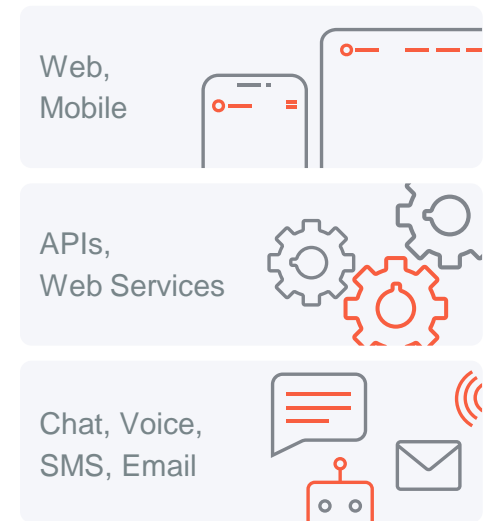 Web,
Mobile
APIs,
Web Services
Chat, Voice,
SMS, Email